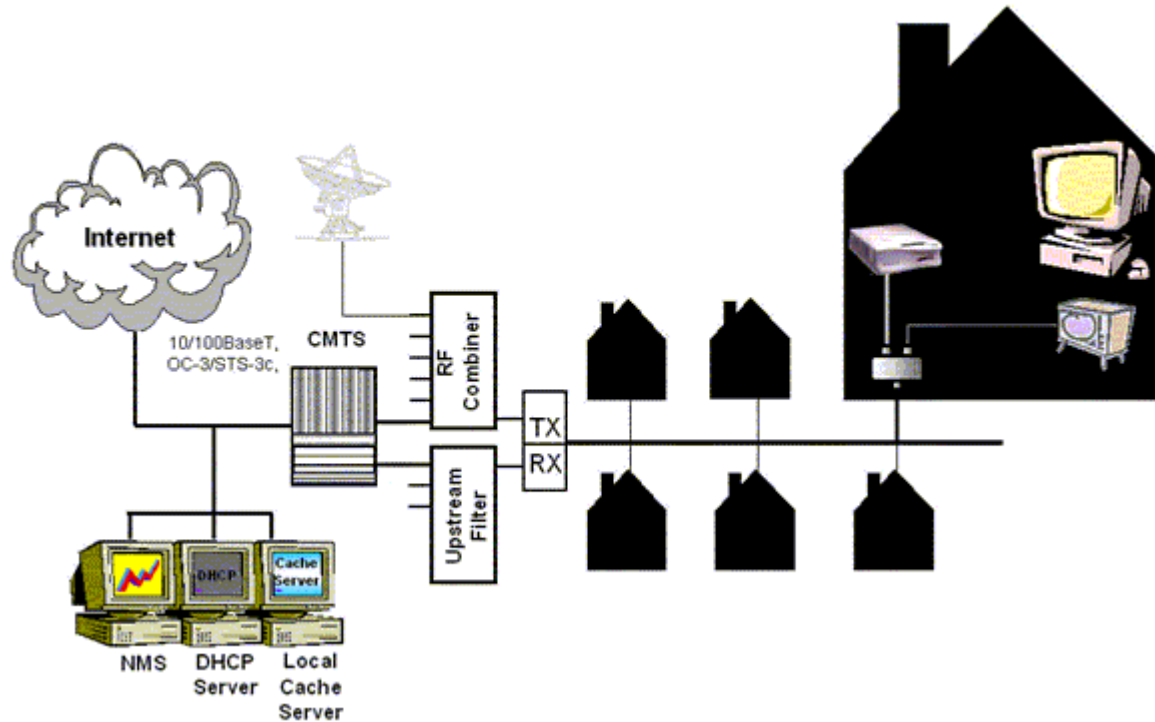 Internet
10/100BaseT,
OC-3/STS-3c,
CMTS
RF
Combiner
TX
RX
Upstream
Filter
DHCP
Cache
Server
NMS
DHCP
Server
Local
Cache
Server